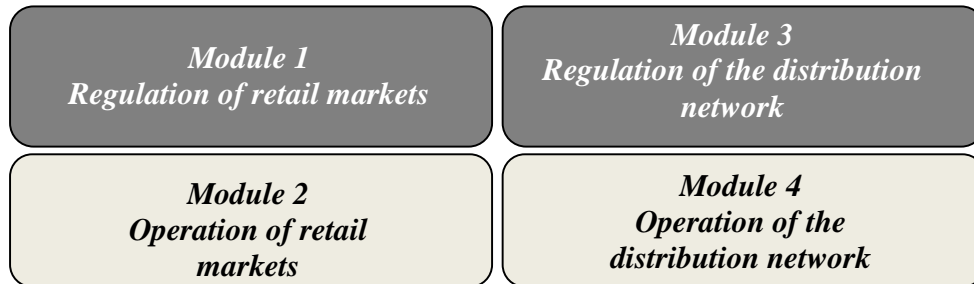 Module 1
Regulation of retail markets
Module 3
Regulation of the distribution
network
Module 2
Operation of retail
markets
Module 4
Operation of the
distribution network